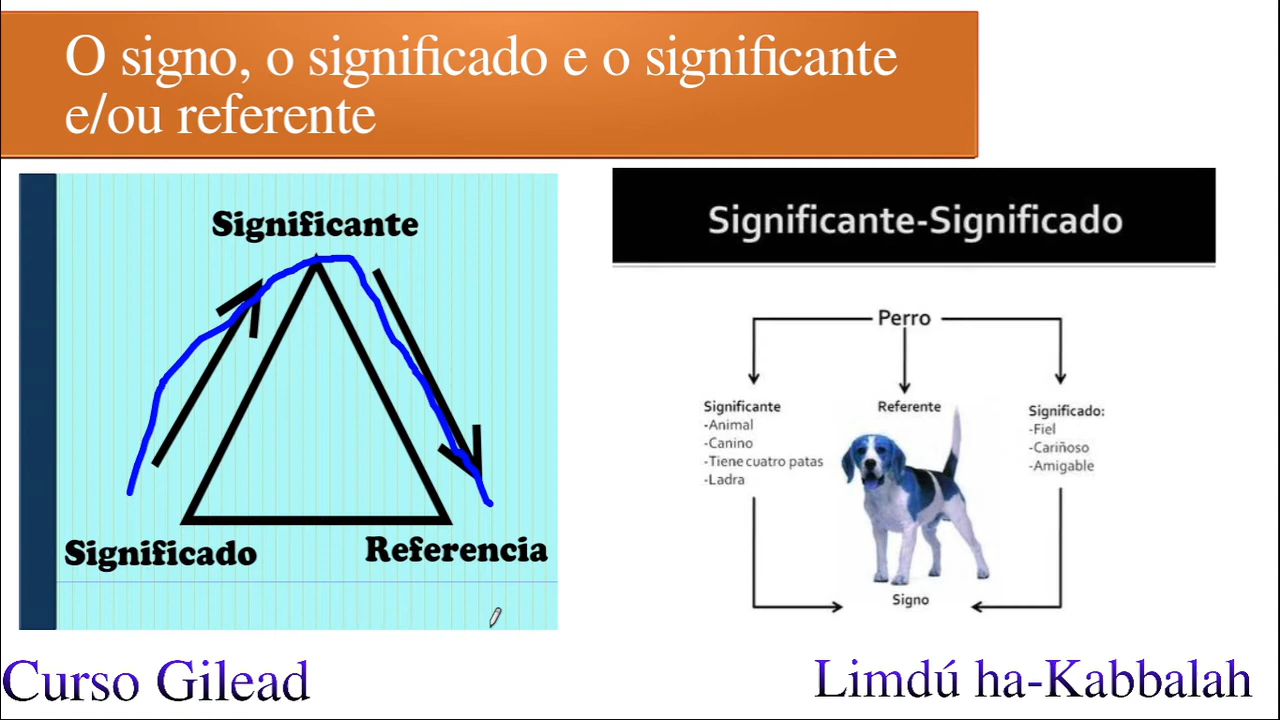 O signo, o significado e o significante
e/ou referente
Significante
Significado
Referencia
Significante-Significado
Perro
Significante
-Animal
-Canino
-Tiene cuatro patas
-Ladra
Referente
Significado:
-Fiel
-Cariñoso
-Amigable
Signo
Curso Gilead
Limdú ha-Kabbalah